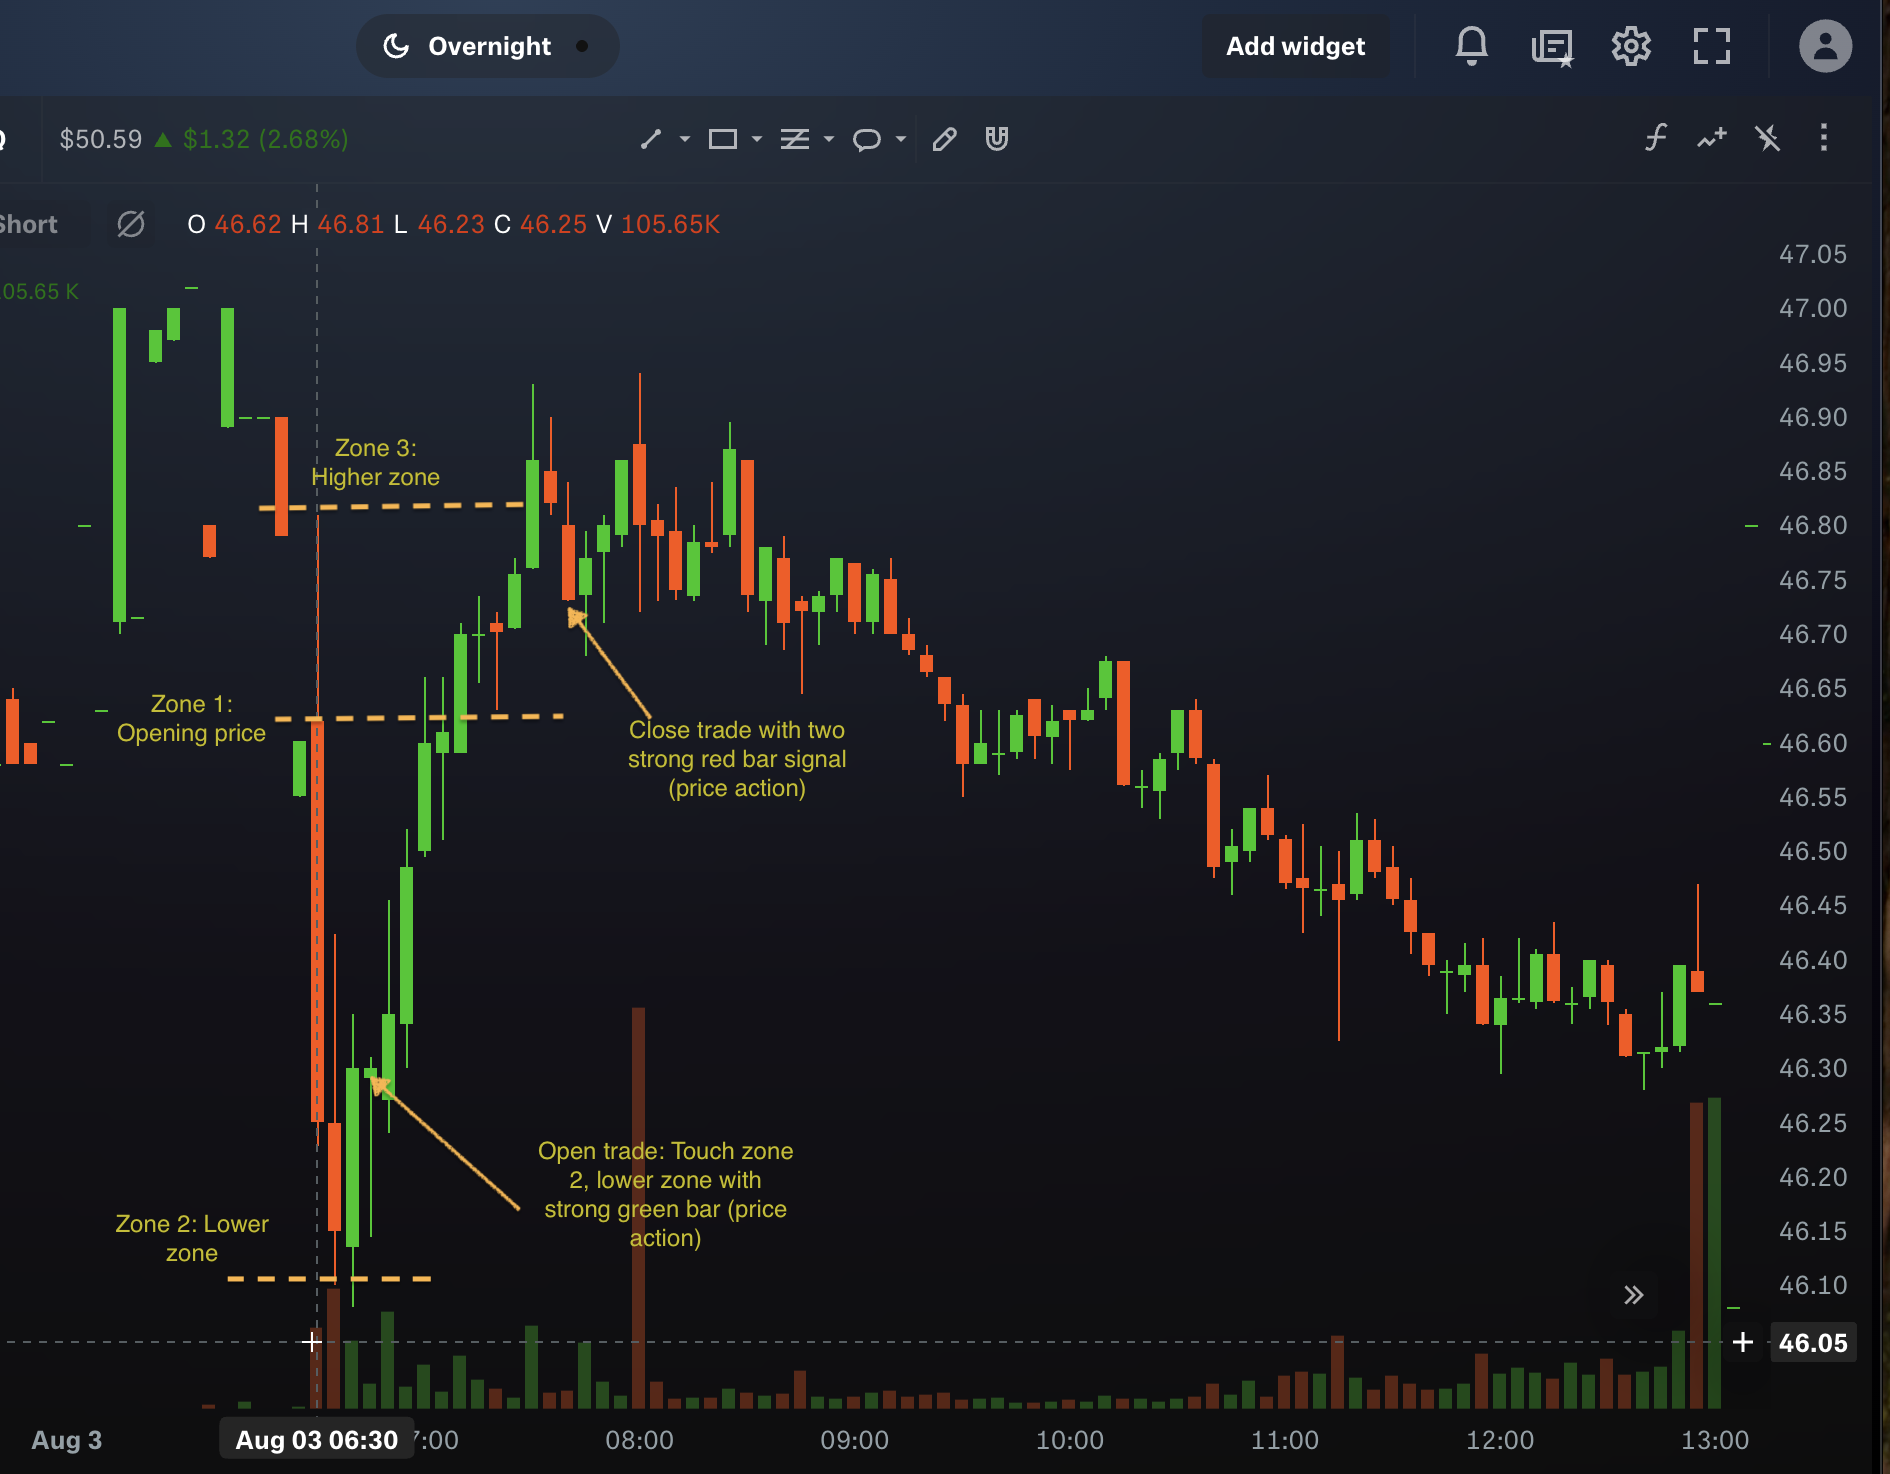 Overnight
Add widget
$50.59 ▲ $1.32 (2.68%)
Short
O 46.62 H 46.81 L 46.23 C 46.25 V 105.65K
05.65 K
47.05
47.00
46.95
46.90
46.85
46.80
46.75
46.70
46.65
46.60
46.55
46.50
46.45
46.40
46.35
46.30
46.25
46.20
46.15
46.10
46.05
Zone 3:
Higher zone
Zone 1:
Opening price
Close trade with two
strong red bar signal
(price action)
Open trade: Touch zone
2, lower zone with
strong green bar (price
action)
Zone 2: Lower
zone
Aug 3
Aug 03 06:30
7:00
08:00
09:00
10:00
11:00
12:00
13:00